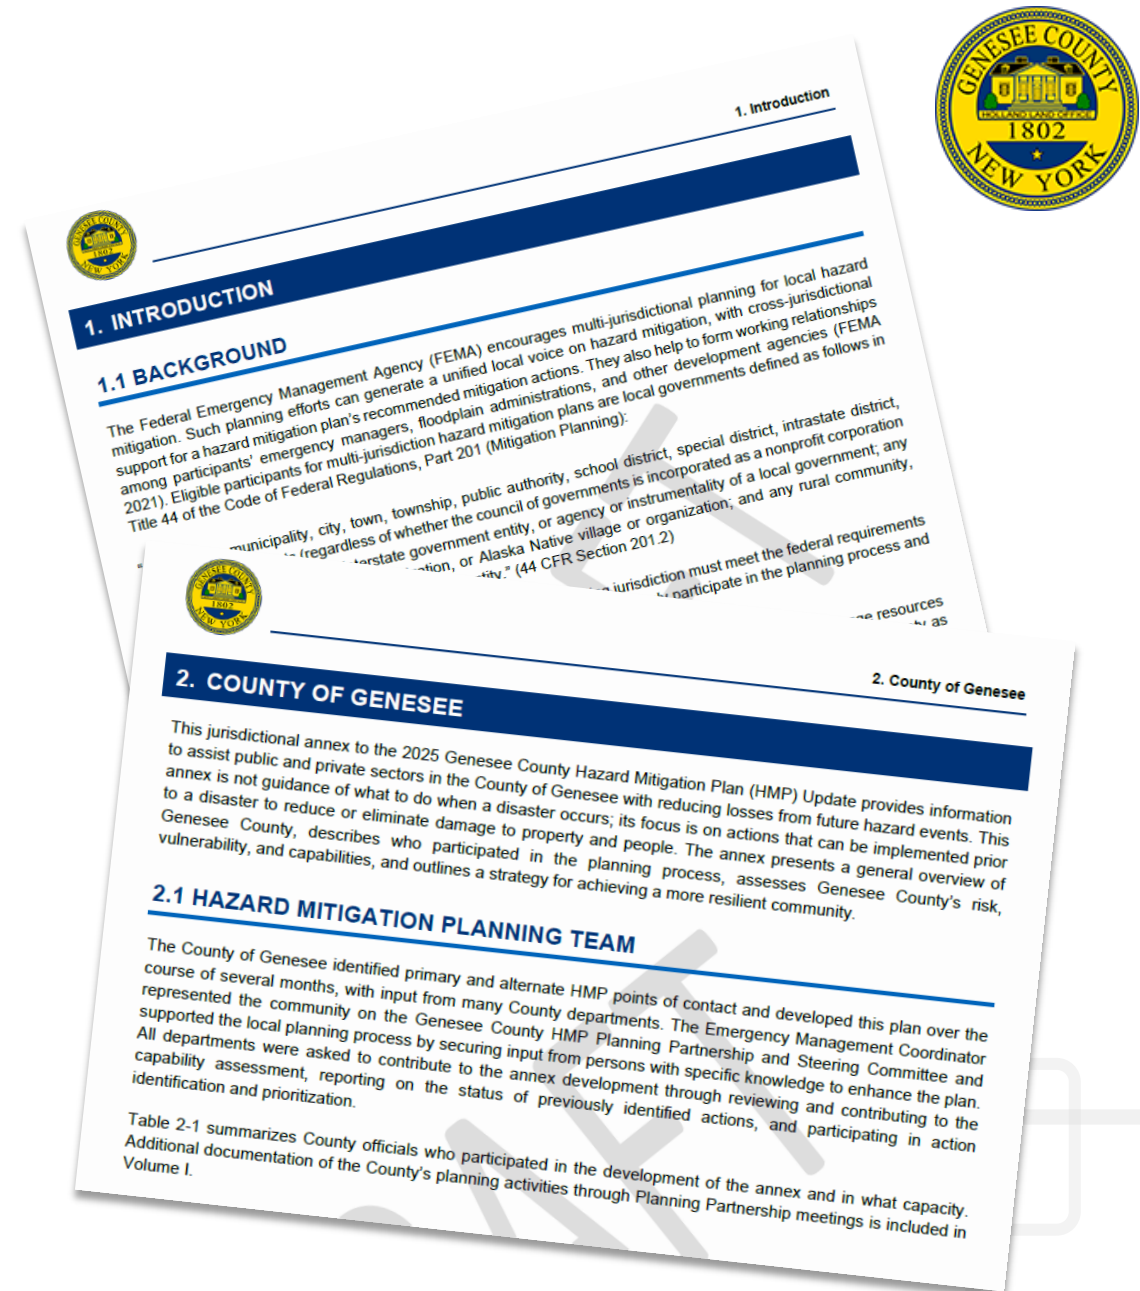 GENESEE COUNTY
HOLLAND LAND OFFICE
1802
NEW YORK
1. Introduction
GENESEE COUNTY
1802
NEW YORK
1. INTRODUCTION
1.1 BACKGROUND
The Federal Emergency Management Agency (FEMA) encourages multi-jurisdictional planning for local hazard
mitigation. Such planning efforts can generate a unified local voice on hazard mitigation, with cross-jurisdictional
support for a hazard mitigation plan's recommended mitigation actions. They also help to form working relationships
among participants' emergency managers, floodplain administrations, and other development agencies (FEMA
2021). Eligible participants for multi-jurisdiction hazard mitigation plans are local governments defined as follows in
Title 44 of the Code of Federal Regulations, Part 201 (Mitigation Planning):
municipality, city, town, township, public authority, school district, special district, intrastate district,
(regardless of whether the council of governments is incorporated as a nonprofit corporation
interstate government entity, or agency or instrumentality of a local government; any
or Alaska Native village or organization; and any rural community,
(44 CFR Section 201.2)
jurisdiction must meet the federal requirements
participate in the planning process and
resources
as
GENESEE COUNTY
1802
NEW YORK
2. County of Genesee
2. COUNTY OF GENESEE
This jurisdictional annex to the 2025 Genesee County Hazard Mitigation Plan (HMP) Update provides information
to assist public and private sectors in the County of Genesee with reducing losses from future hazard events. This
annex is not guidance of what to do when a disaster occurs; its focus is on actions that can be implemented prior
to a disaster to reduce or eliminate damage to property and people. The annex presents a general overview of
Genesee County, describes who participated in the planning process, assesses Genesee County's risk,
vulnerability, and capabilities, and outlines a strategy for achieving a more resilient community.
2.1 HAZARD MITIGATION PLANNING TEAM
The County of Genesee identified primary and alternate HMP points of contact and developed this plan over the
course of several months, with input from many County departments. The Emergency Management Coordinator
represented the community on the Genesee County HMP Planning Partnership and Steering Committee and
supported the local planning process by securing input from persons with specific knowledge to enhance the plan.
All departments were asked to contribute to the annex development through reviewing and contributing to the
capability assessment, reporting on the status of previously identified actions, and participating in action
identification and prioritization.
Table 2-1 summarizes County officials who participated in the development of the annex and in what capacity.
Additional documentation of the County's planning activities through Planning Partnership meetings is included in
Volume I.